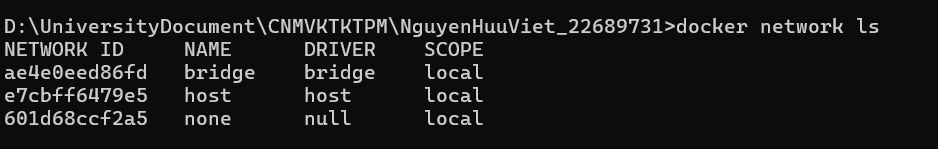 D:\UniversityDocument\CNMVKTKTPM\NguyenHuuViet_22689731>docker network ls
NETWORK ID     NAME      DRIVER    SCOPE
ae4e0eed86fd   bridge    bridge    local
e7cbff6479e5   host      host      local
601d68ccf2a5   none      null      local